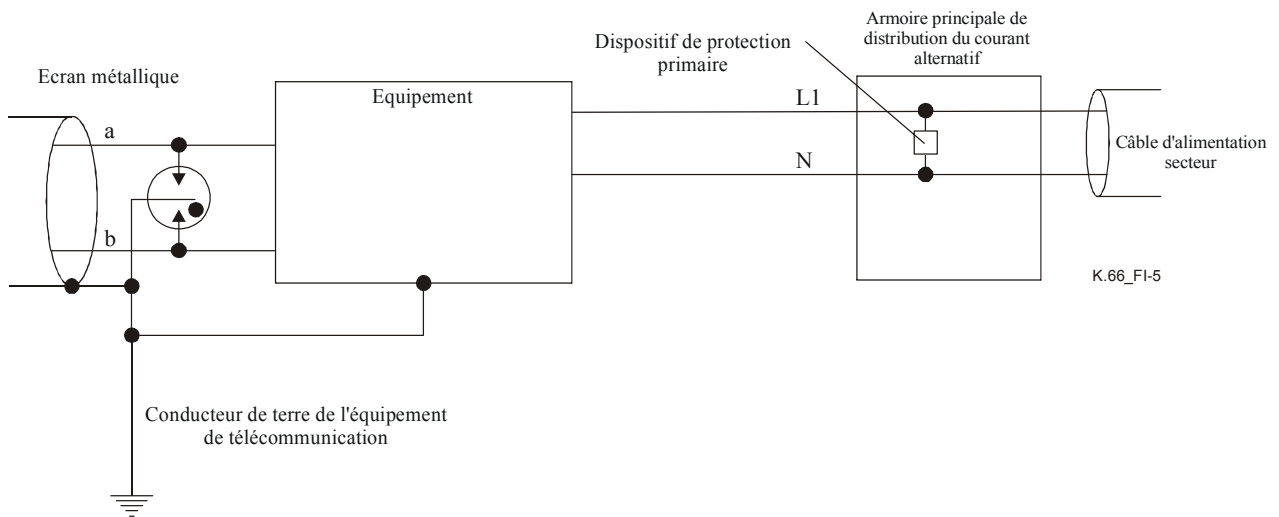 Armoire principale de
distribution du courant
alternatif
Dispositif de protection
primaire
Ecran métallique
Equipement
L1
a
N
Câble d'alimentation
secteur
b
K.66_FI-5
Conducteur de terre de l'équipement
de télécommunication